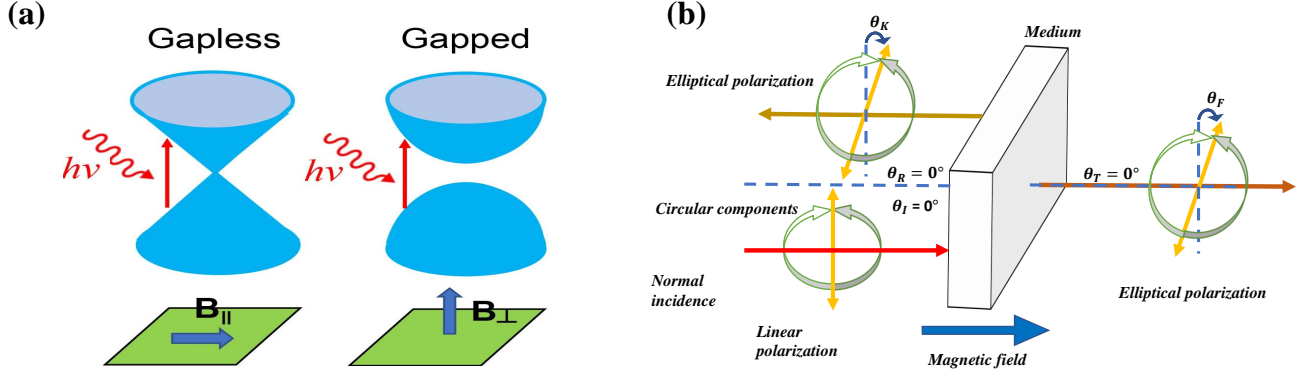 (a)
Gapless
Gapped
hν
hν
B||
B⊥
(b)
θK
Medium
Elliptical polarization
θF
θR = 0°
θT = 0°
Circular components
θI = 0°
Normal
incidence
Elliptical polarization
Linear
polarization
Magnetic field